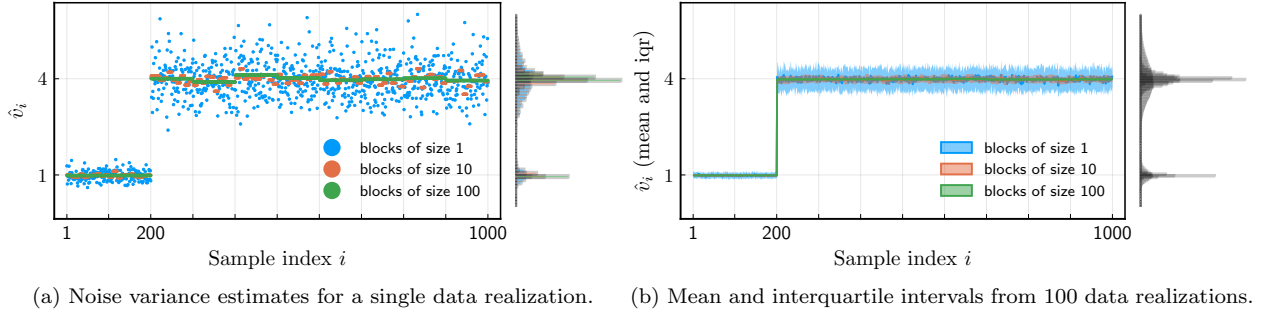 4
1
v̂ᵢ
blocks of size 1
blocks of size 10
blocks of size 100
1 200 1000
Sample index i
(a) Noise variance estimates for a single data realization.
4
1
v̂ᵢ (mean and iqr)
blocks of size 1
blocks of size 10
blocks of size 100
1 200 1000
Sample index i
(b) Mean and interquartile intervals from 100 data realizations.